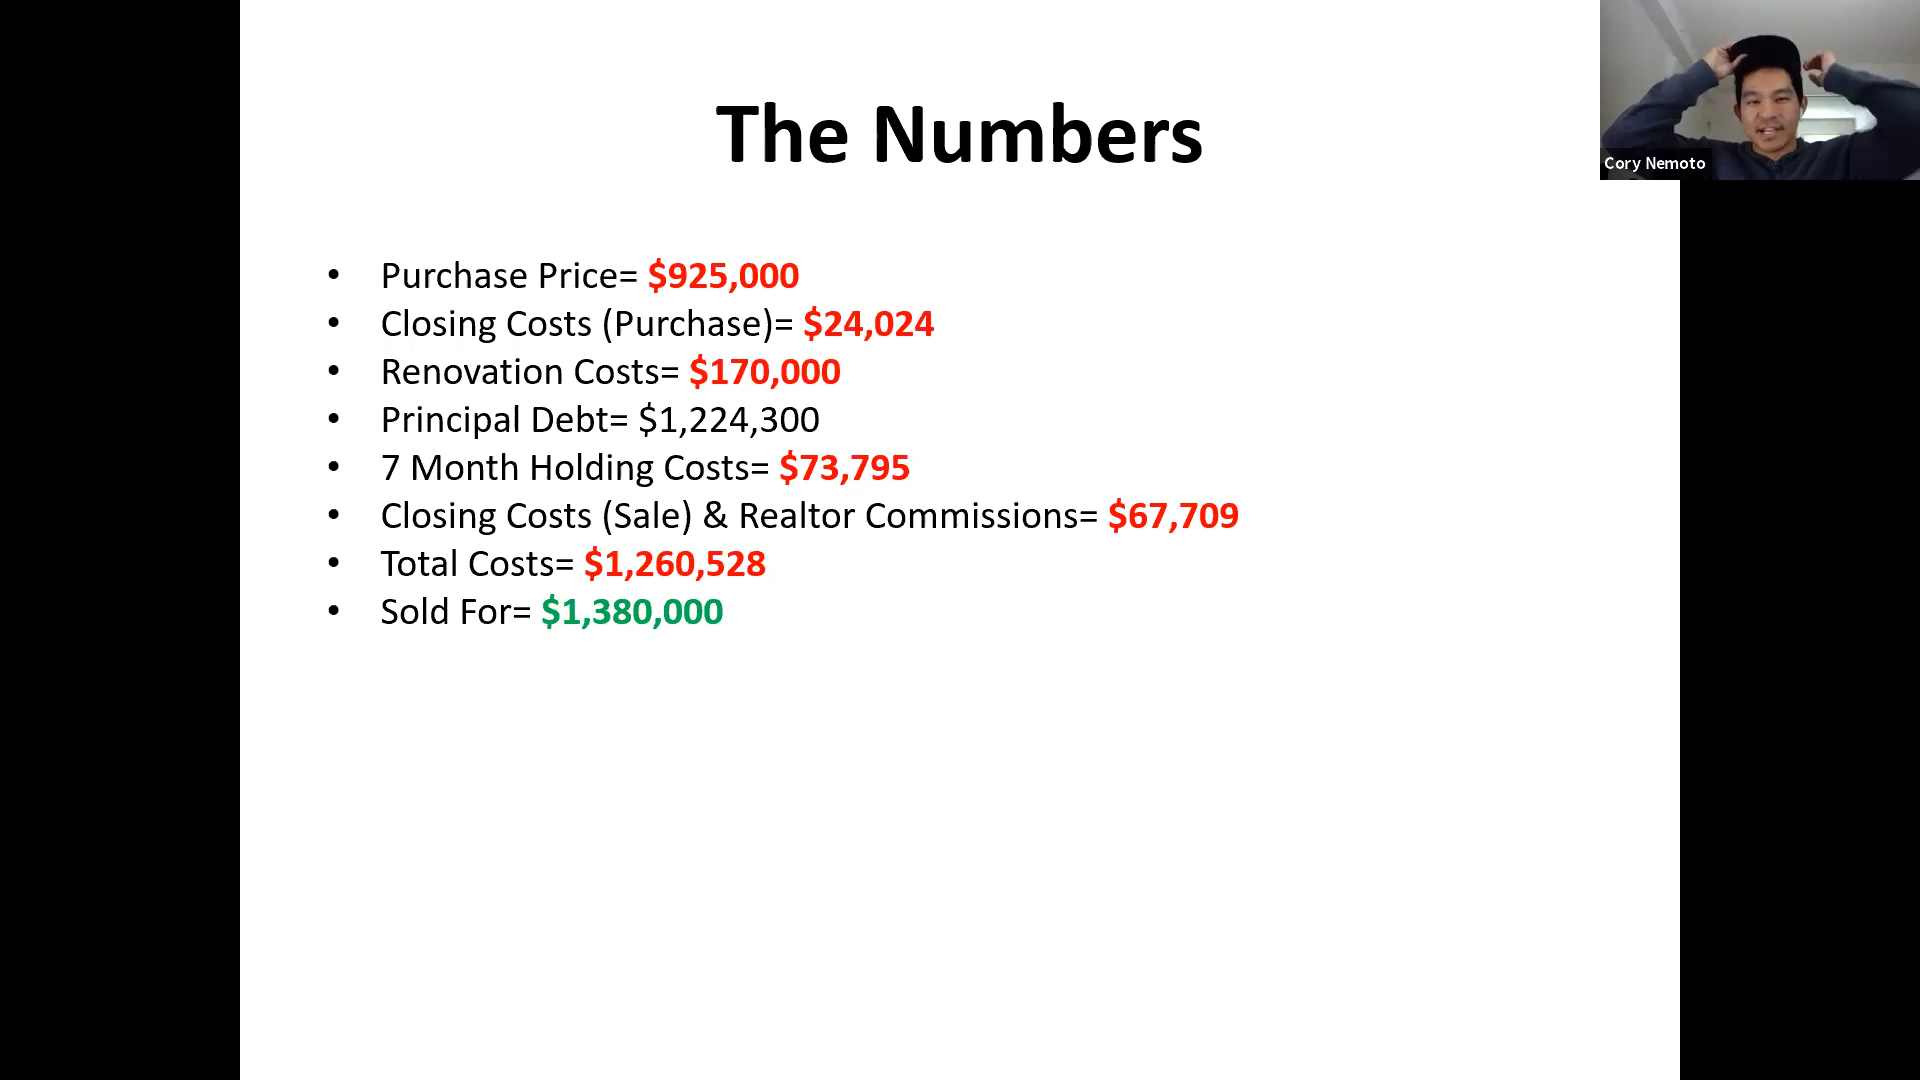 The Numbers
Cory Nemoto
• Purchase Price= $925,000
• Closing Costs (Purchase)= $24,024
• Renovation Costs= $170,000
• Principal Debt= $1,224,300
• 7 Month Holding Costs= $73,795
• Closing Costs (Sale) & Realtor Commissions= $67,709
• Total Costs= $1,260,528
• Sold For= $1,380,000